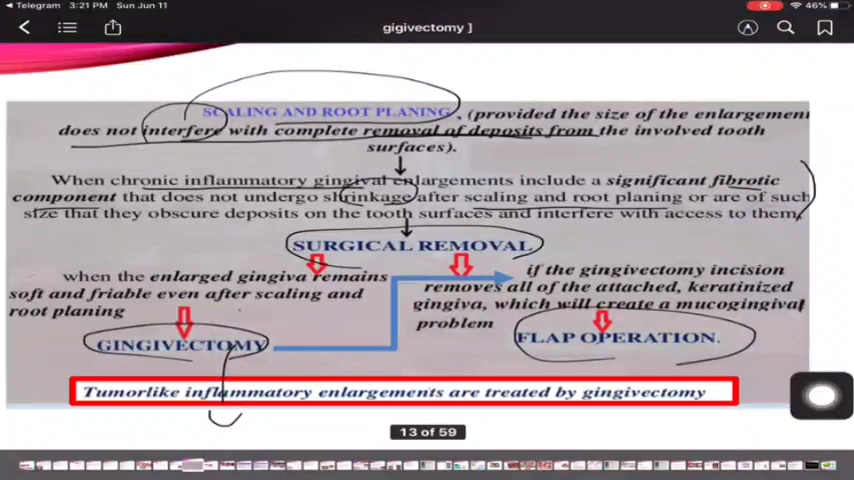 Telegram 3:21 PM Sun Jun 11
46%
gigivectomy ]
SCALING AND ROOT PLANING , (provided the size of the enlargement
does not interfere with complete removal of deposits from the involved tooth
surfaces).
When chronic inflammatory gingival enlargements include a significant fibrotic
component that does not undergo shrinkage after scaling and root planing or are of such
size that they obscure deposits on the tooth surfaces and interfere with access to them,
SURGICAL REMOVAL
when the enlarged gingiva remains
soft and friable even after scaling and
root planing
if the gingivectomy incision
removes all of the attached, keratinized
gingiva, which will create a mucogingival
problem
GINGIVECTOMY
FLAP OPERATION.
Tumorlike inflammatory enlargements are treated by gingivectomy
13 of 59